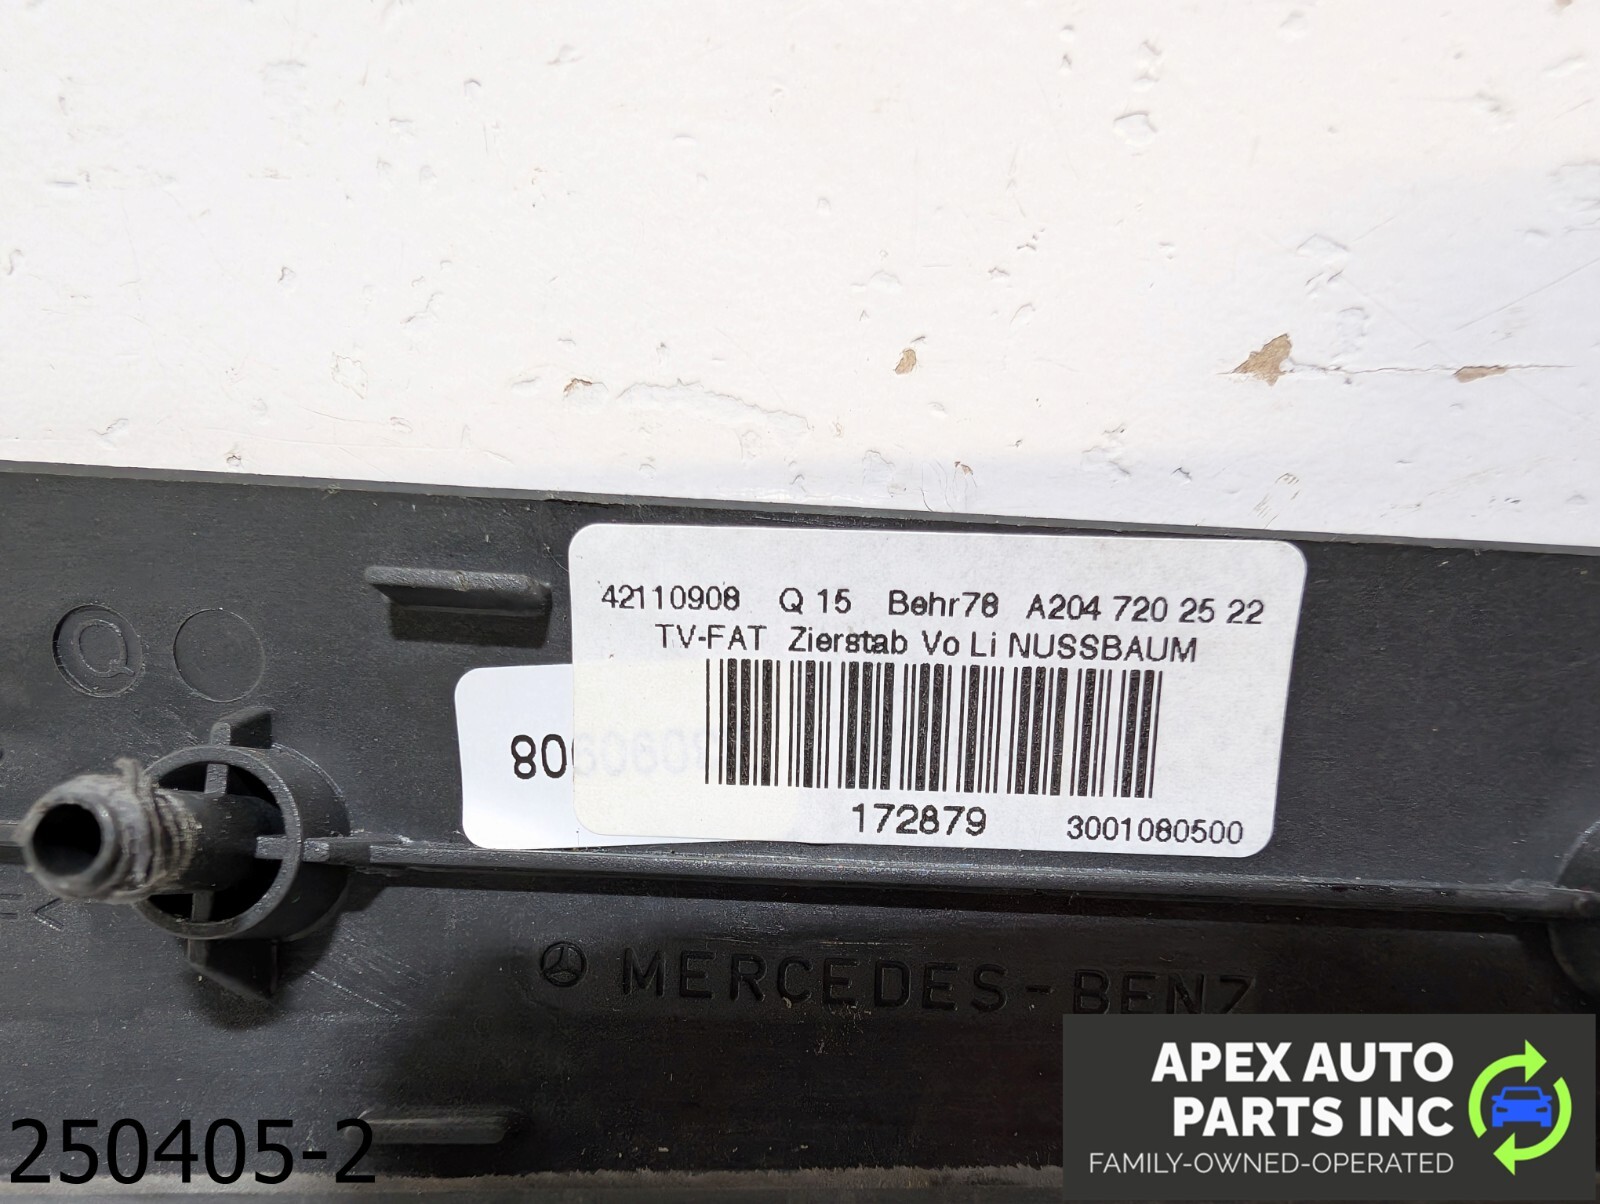 42110908 Q 15 Behr78 A204 720 25 22
TV-FAT Zierstab Vo Li NUSSBAUM
172879 3001080500
Q
MERCEDES-BENZ
250405-2
APEX AUTO
PARTS INC
FAMILY-OWNED-OPERATED